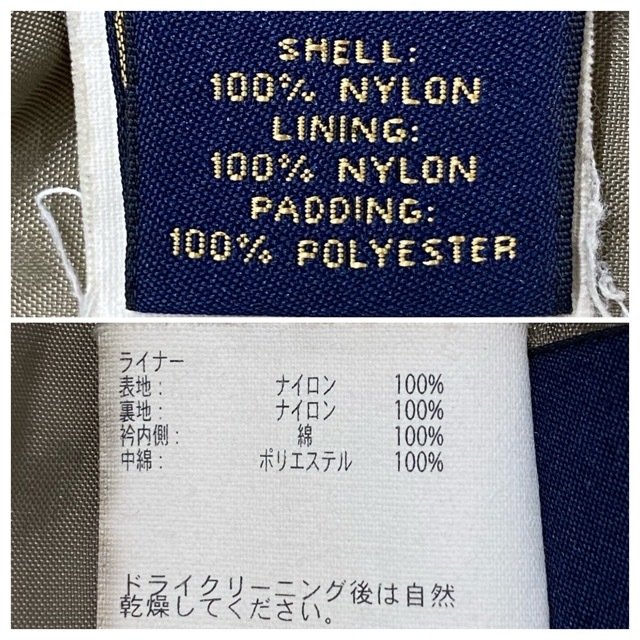 SHELL:
100% NYLON
LINING:
100% NYLON
PADDING:
100% POLYESTER
ライナー
表地: ナイロン 100%
裏地: ナイロン 100%
衿内側: 綿 100%
中綿: ポリエステル 100%
ドライクリーニング後は自然
乾燥してください。